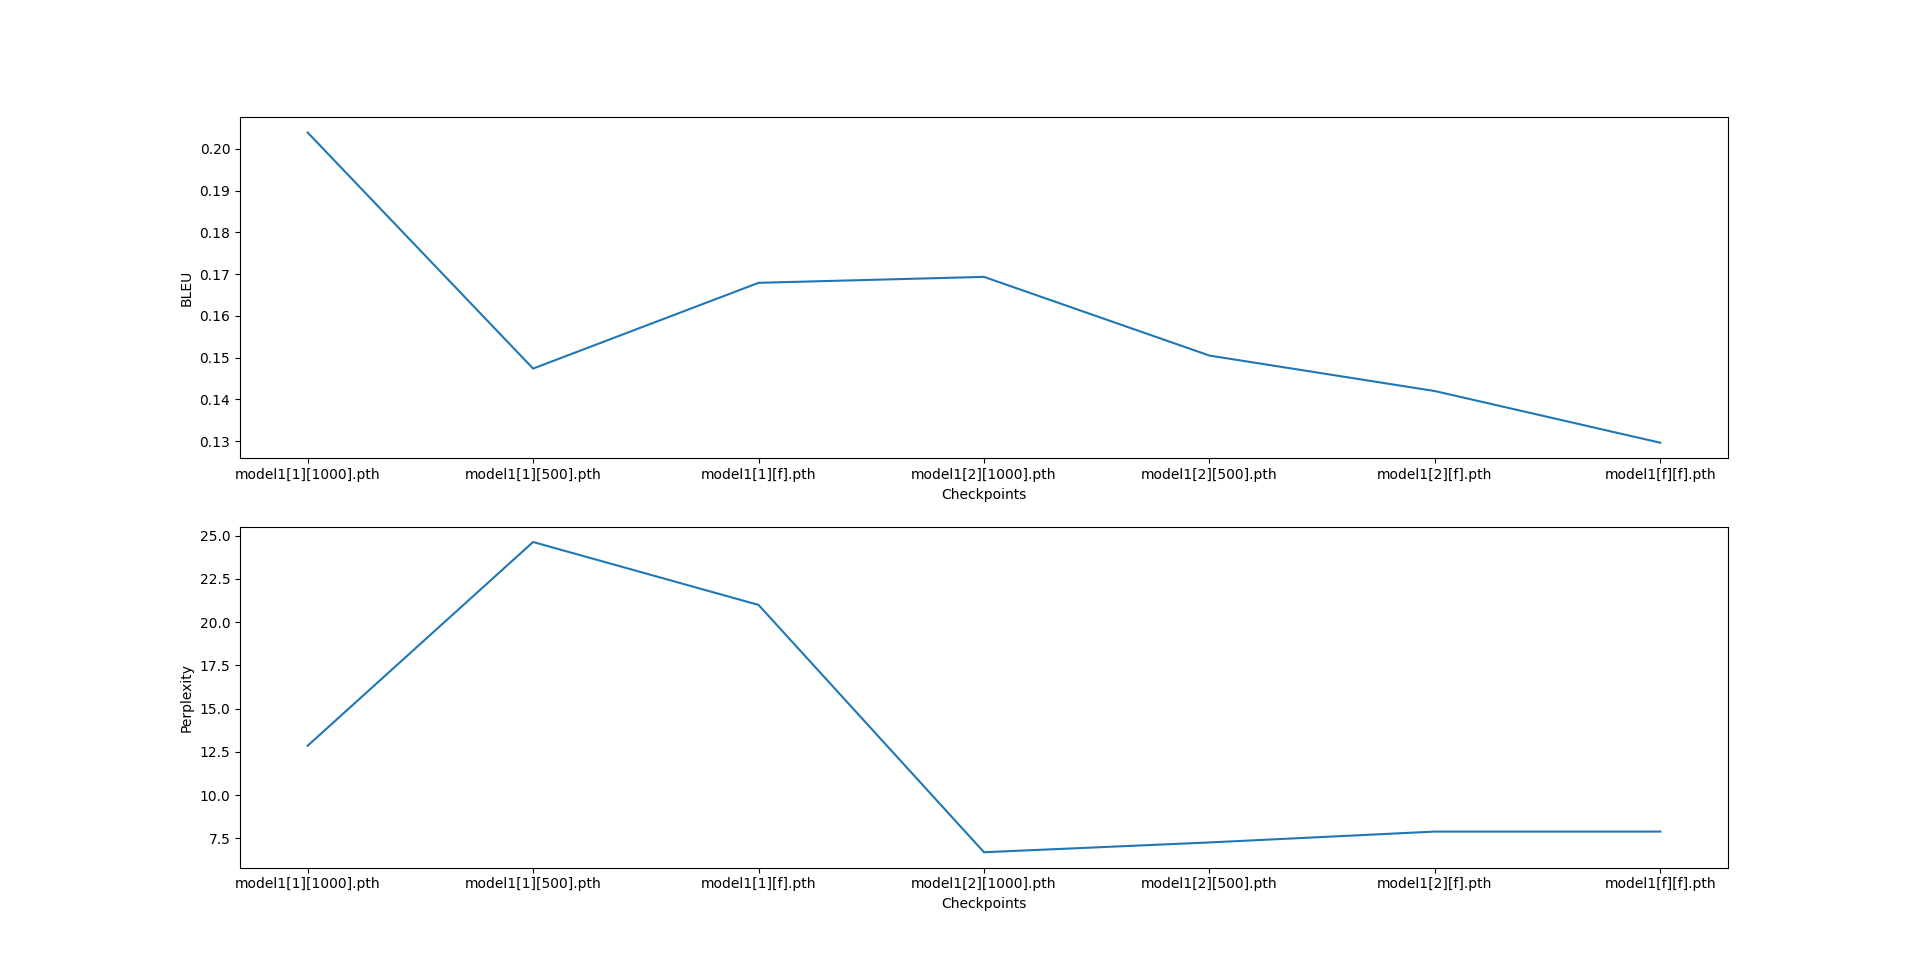 0.20
0.19
0.18
0.17
0.16
0.15
0.14
0.13
BLEU
model1[1][1000].pth model1[1][500].pth model1[1][f].pth model1[2][1000].pth model1[2][500].pth model1[2][f].pth model1[f][f].pth
Checkpoints
25.0
22.5
20.0
17.5
15.0
12.5
10.0
7.5
Perplexity
model1[1][1000].pth model1[1][500].pth model1[1][f].pth model1[2][1000].pth model1[2][500].pth model1[2][f].pth model1[f][f].pth
Checkpoints